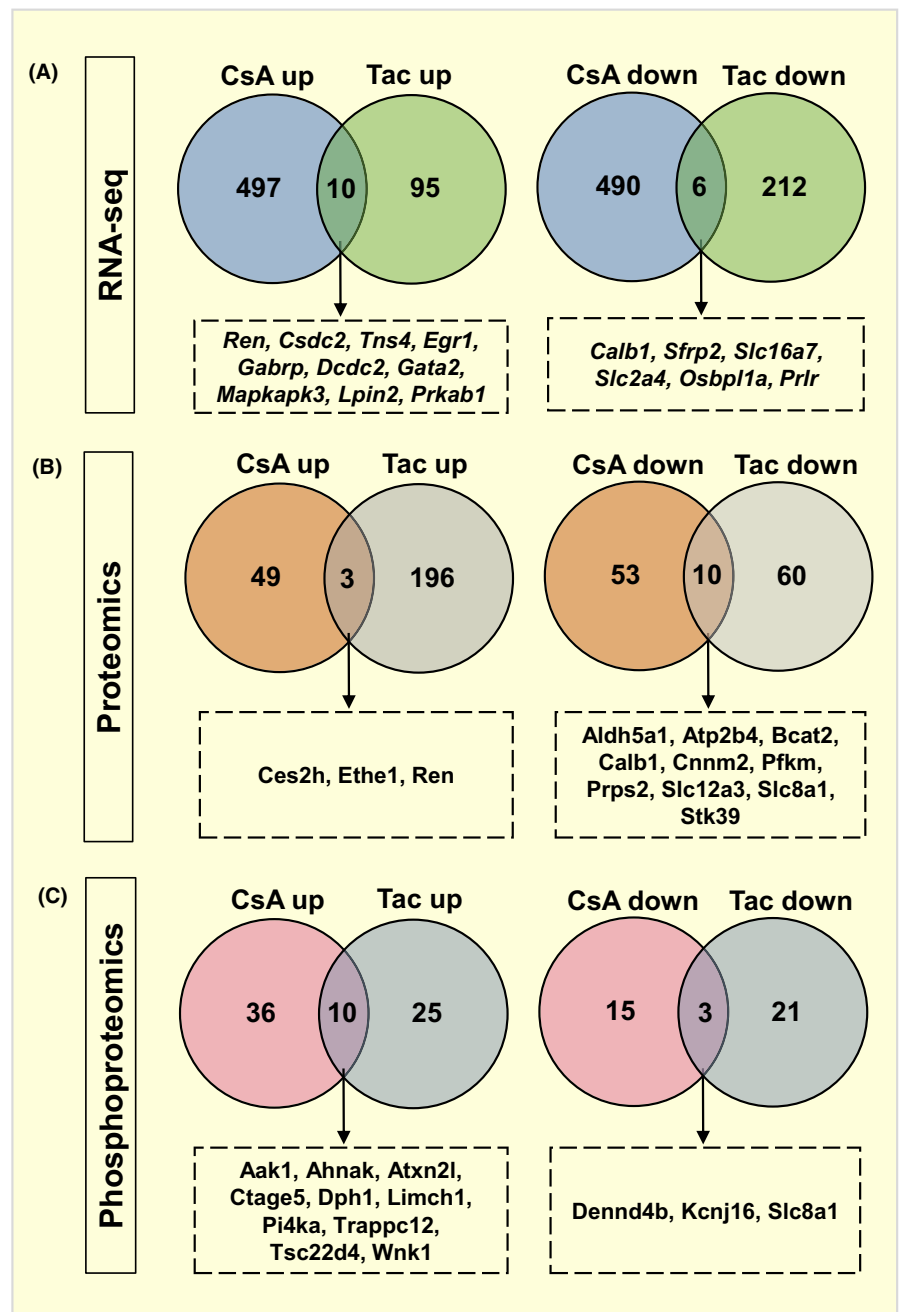 (A)
RNA-seq
CsA up
Tac up
CsA down
Tac down
497
10
95
490
6
212
Ren, Csdc2, Tns4, Egr1,
Gabrp, Dcdc2, Gata2,
Mapkapk3, Lpin2, Prkab1
Calb1, Sfrp2, Slc16a7,
Slc2a4, Osbpl1a, Prlr
(B)
Proteomics
CsA up
Tac up
CsA down
Tac down
49
3
196
53
10
60
Ces2h, Ethe1, Ren
Aldh5a1, Atp2b4, Bcat2,
Calb1, Cnnm2, Pfkm,
Prps2, Slc12a3, Slc8a1,
Stk39
(C)
Phosphoproteomics
CsA up
Tac up
CsA down
Tac down
36
10
25
15
3
21
Aak1, Ahnak, Atxn2l,
Ctage5, Dph1, Limch1,
Pi4ka, Trappc12,
Tsc22d4, Wnk1
Dennd4b, Kcnj16, Slc8a1